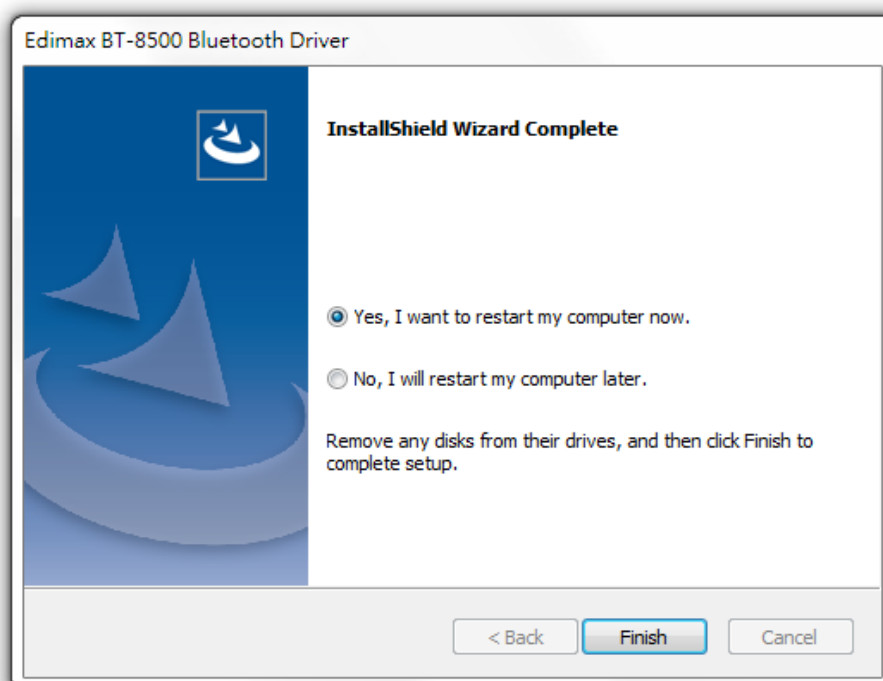 Edimax BT-8500 Bluetooth Driver
InstallShield Wizard Complete
Yes, I want to restart my computer now.
No, I will restart my computer later.
Remove any disks from their drives, and then click Finish to
complete setup.
< Back
Finish
Cancel